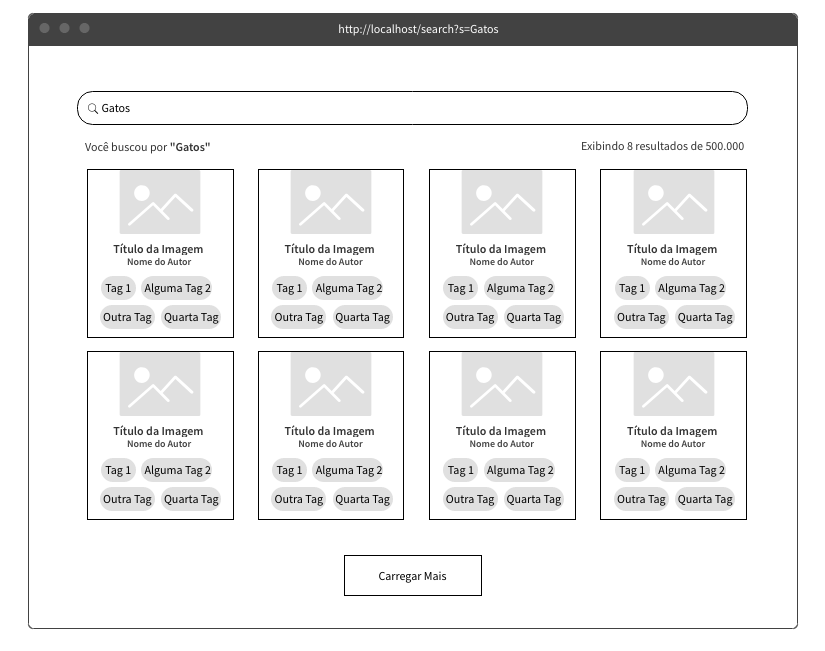 http://localhost/search?s=Gatos
Gatos
Você buscou por "Gatos"
Exibindo 8 resultados de 500.000
Título da Imagem
Nome do Autor
Tag 1
Alguma Tag 2
Outra Tag
Quarta Tag
Título da Imagem
Nome do Autor
Tag 1
Alguma Tag 2
Outra Tag
Quarta Tag
Título da Imagem
Nome do Autor
Tag 1
Alguma Tag 2
Outra Tag
Quarta Tag
Título da Imagem
Nome do Autor
Tag 1
Alguma Tag 2
Outra Tag
Quarta Tag
Título da Imagem
Nome do Autor
Tag 1
Alguma Tag 2
Outra Tag
Quarta Tag
Título da Imagem
Nome do Autor
Tag 1
Alguma Tag 2
Outra Tag
Quarta Tag
Título da Imagem
Nome do Autor
Tag 1
Alguma Tag 2
Outra Tag
Quarta Tag
Título da Imagem
Nome do Autor
Tag 1
Alguma Tag 2
Outra Tag
Quarta Tag
Carregar Mais